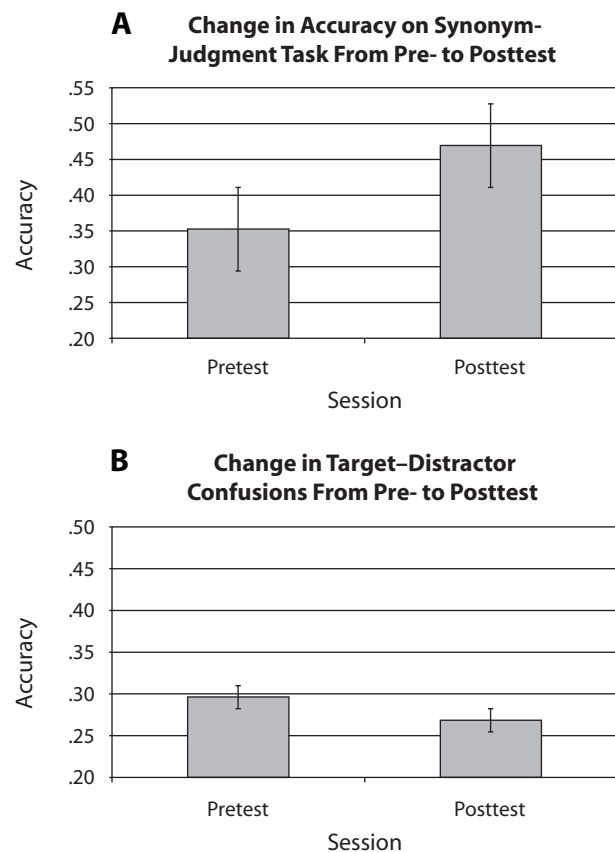 A Change in Accuracy on Synonym-
Judgment Task From Pre- to Posttest
.55
.50
.45
.40
.35
.30
.25
.20
Accuracy
Pretest Posttest
Session
B Change in Target–Distractor
Confusions From Pre- to Posttest
.50
.45
.40
.35
.30
.25
.20
Accuracy
Pretest Posttest
Session